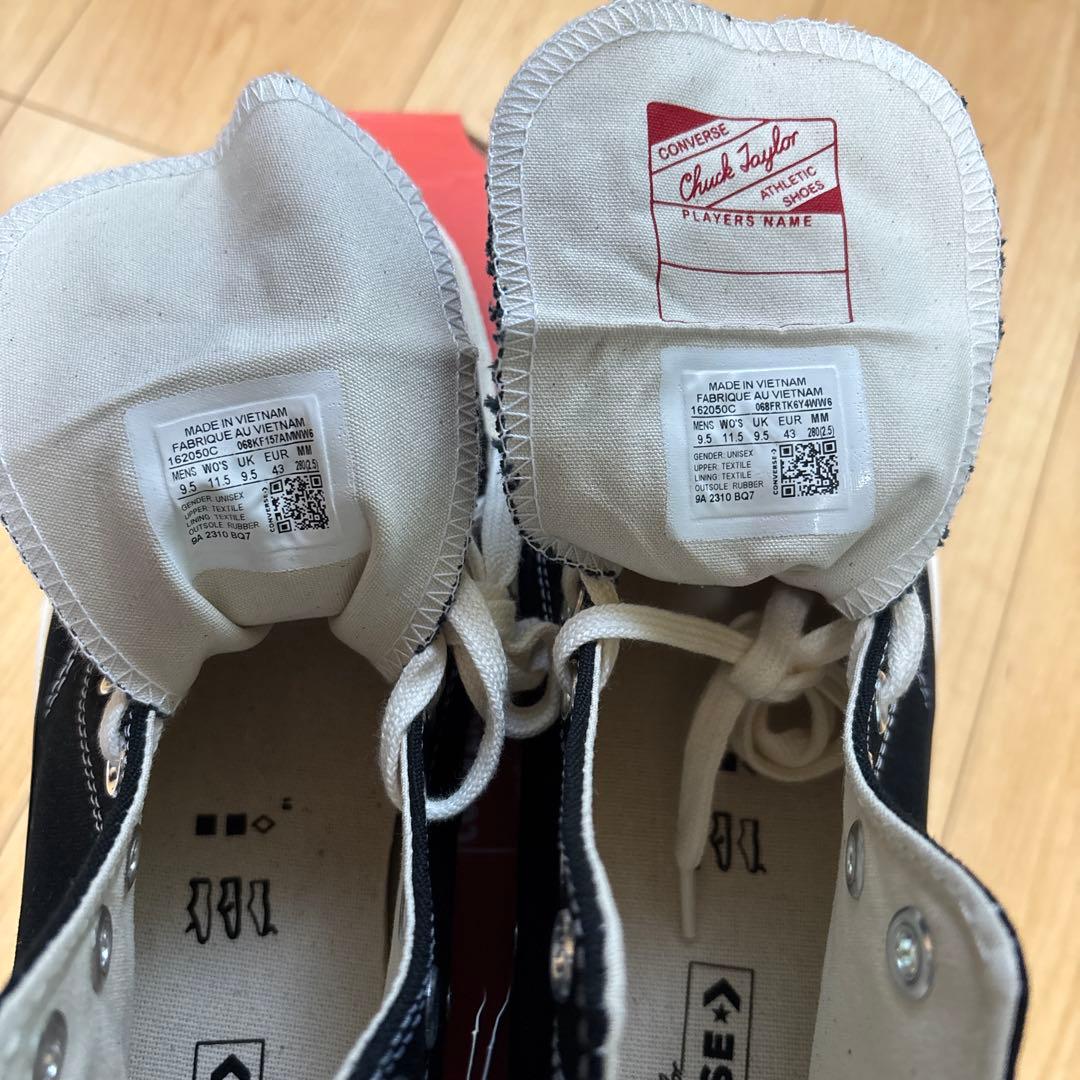 MADE IN VIETNAM
FABRIQUE AU VIETNAM
162050C 068KF157AMWW6
MENS WO'S UK EUR MM
9.5 11.5 9.5 43 280(2.5)
GENDER: UNISEX
UPPER: TEXTILE
LINING: TEXTILE
OUTSOLE: RUBBER
9A 2310 BQ7
CONVERSE
CONVERSE
Chuck Taylor
ATHLETIC
SHOES
PLAYERS NAME
MADE IN VIETNAM
FABRIQUE AU VIETNAM
162050C 068FRTK6Y4WW6
MENS WO'S UK EUR MM
9.5 11.5 9.5 43 280(2.5)
GENDER: UNISEX
UPPER: TEXTILE
LINING: TEXTILE
OUTSOLE: RUBBER
9A 2310 BQ7
CONVERSE